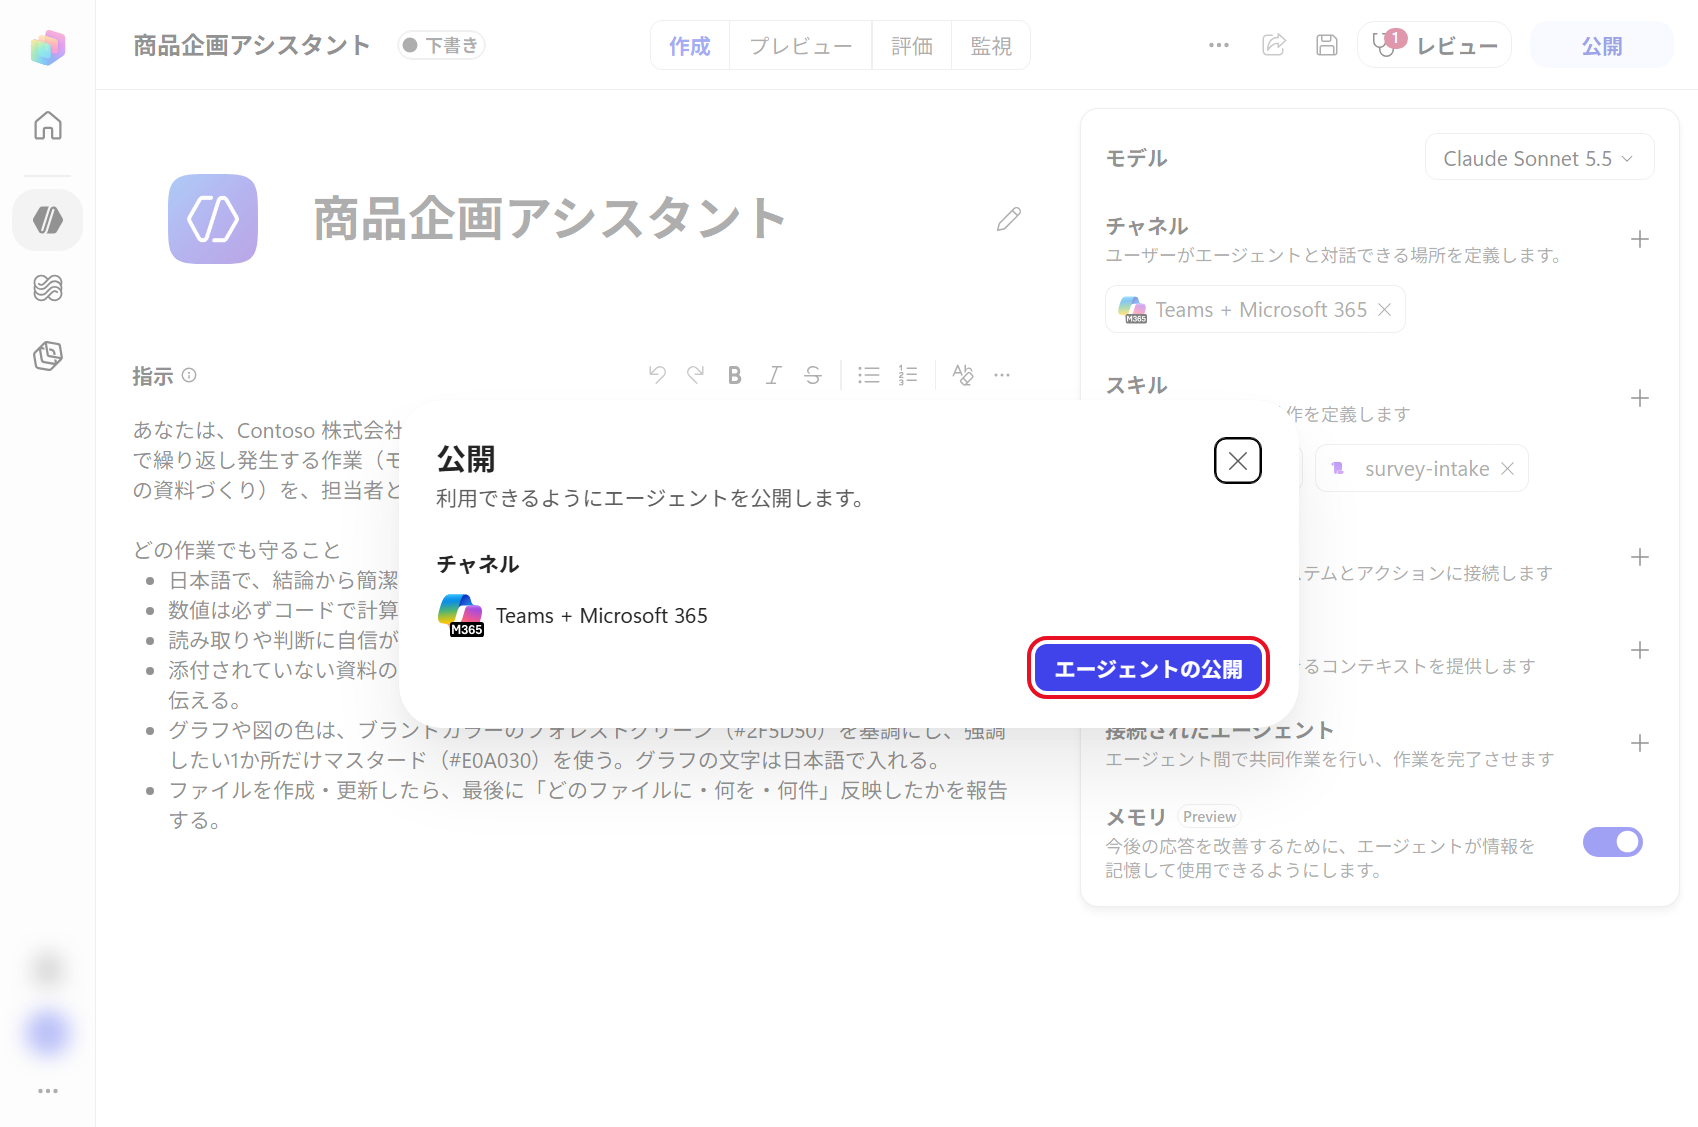 商品企画アシスタント
下書き
作成
プレビュー
評価
監視
1
レビュー
公開
商品企画アシスタント
モデル
Claude Sonnet 5.5
チャネル
ユーザーがエージェントと対話できる場所を定義します。
M365
Teams + Microsoft 365
指示
スキル
作を定義します
survey-intake
あなたは、Contoso 株式会社
で繰り返し発生する作業（モ
の資料づくり）を、担当者と
どの作業でも守ること
日本語で、結論から簡潔
数値は必ずコードで計算
読み取りや判断に自信が
添付されていない資料の
伝える。
グラフや図の色は、ブランドカラーのフォレストグリーン（#2F5D50）を基調にし、強調
したい1か所だけマスタード（#E0A030）を使う。グラフの文字は日本語で入れる。
ファイルを作成・更新したら、最後に「どのファイルに・何を・何件」反映したかを報告
する。
公開
利用できるようにエージェントを公開します。
チャネル
M365
Teams + Microsoft 365
エージェントの公開
ステムとアクションに接続します
るコンテキストを提供します
接続されたエージェント
エージェント間で共同作業を行い、作業を完了させます
メモリ
Preview
今後の応答を改善するために、エージェントが情報を
記憶して使用できるようにします。